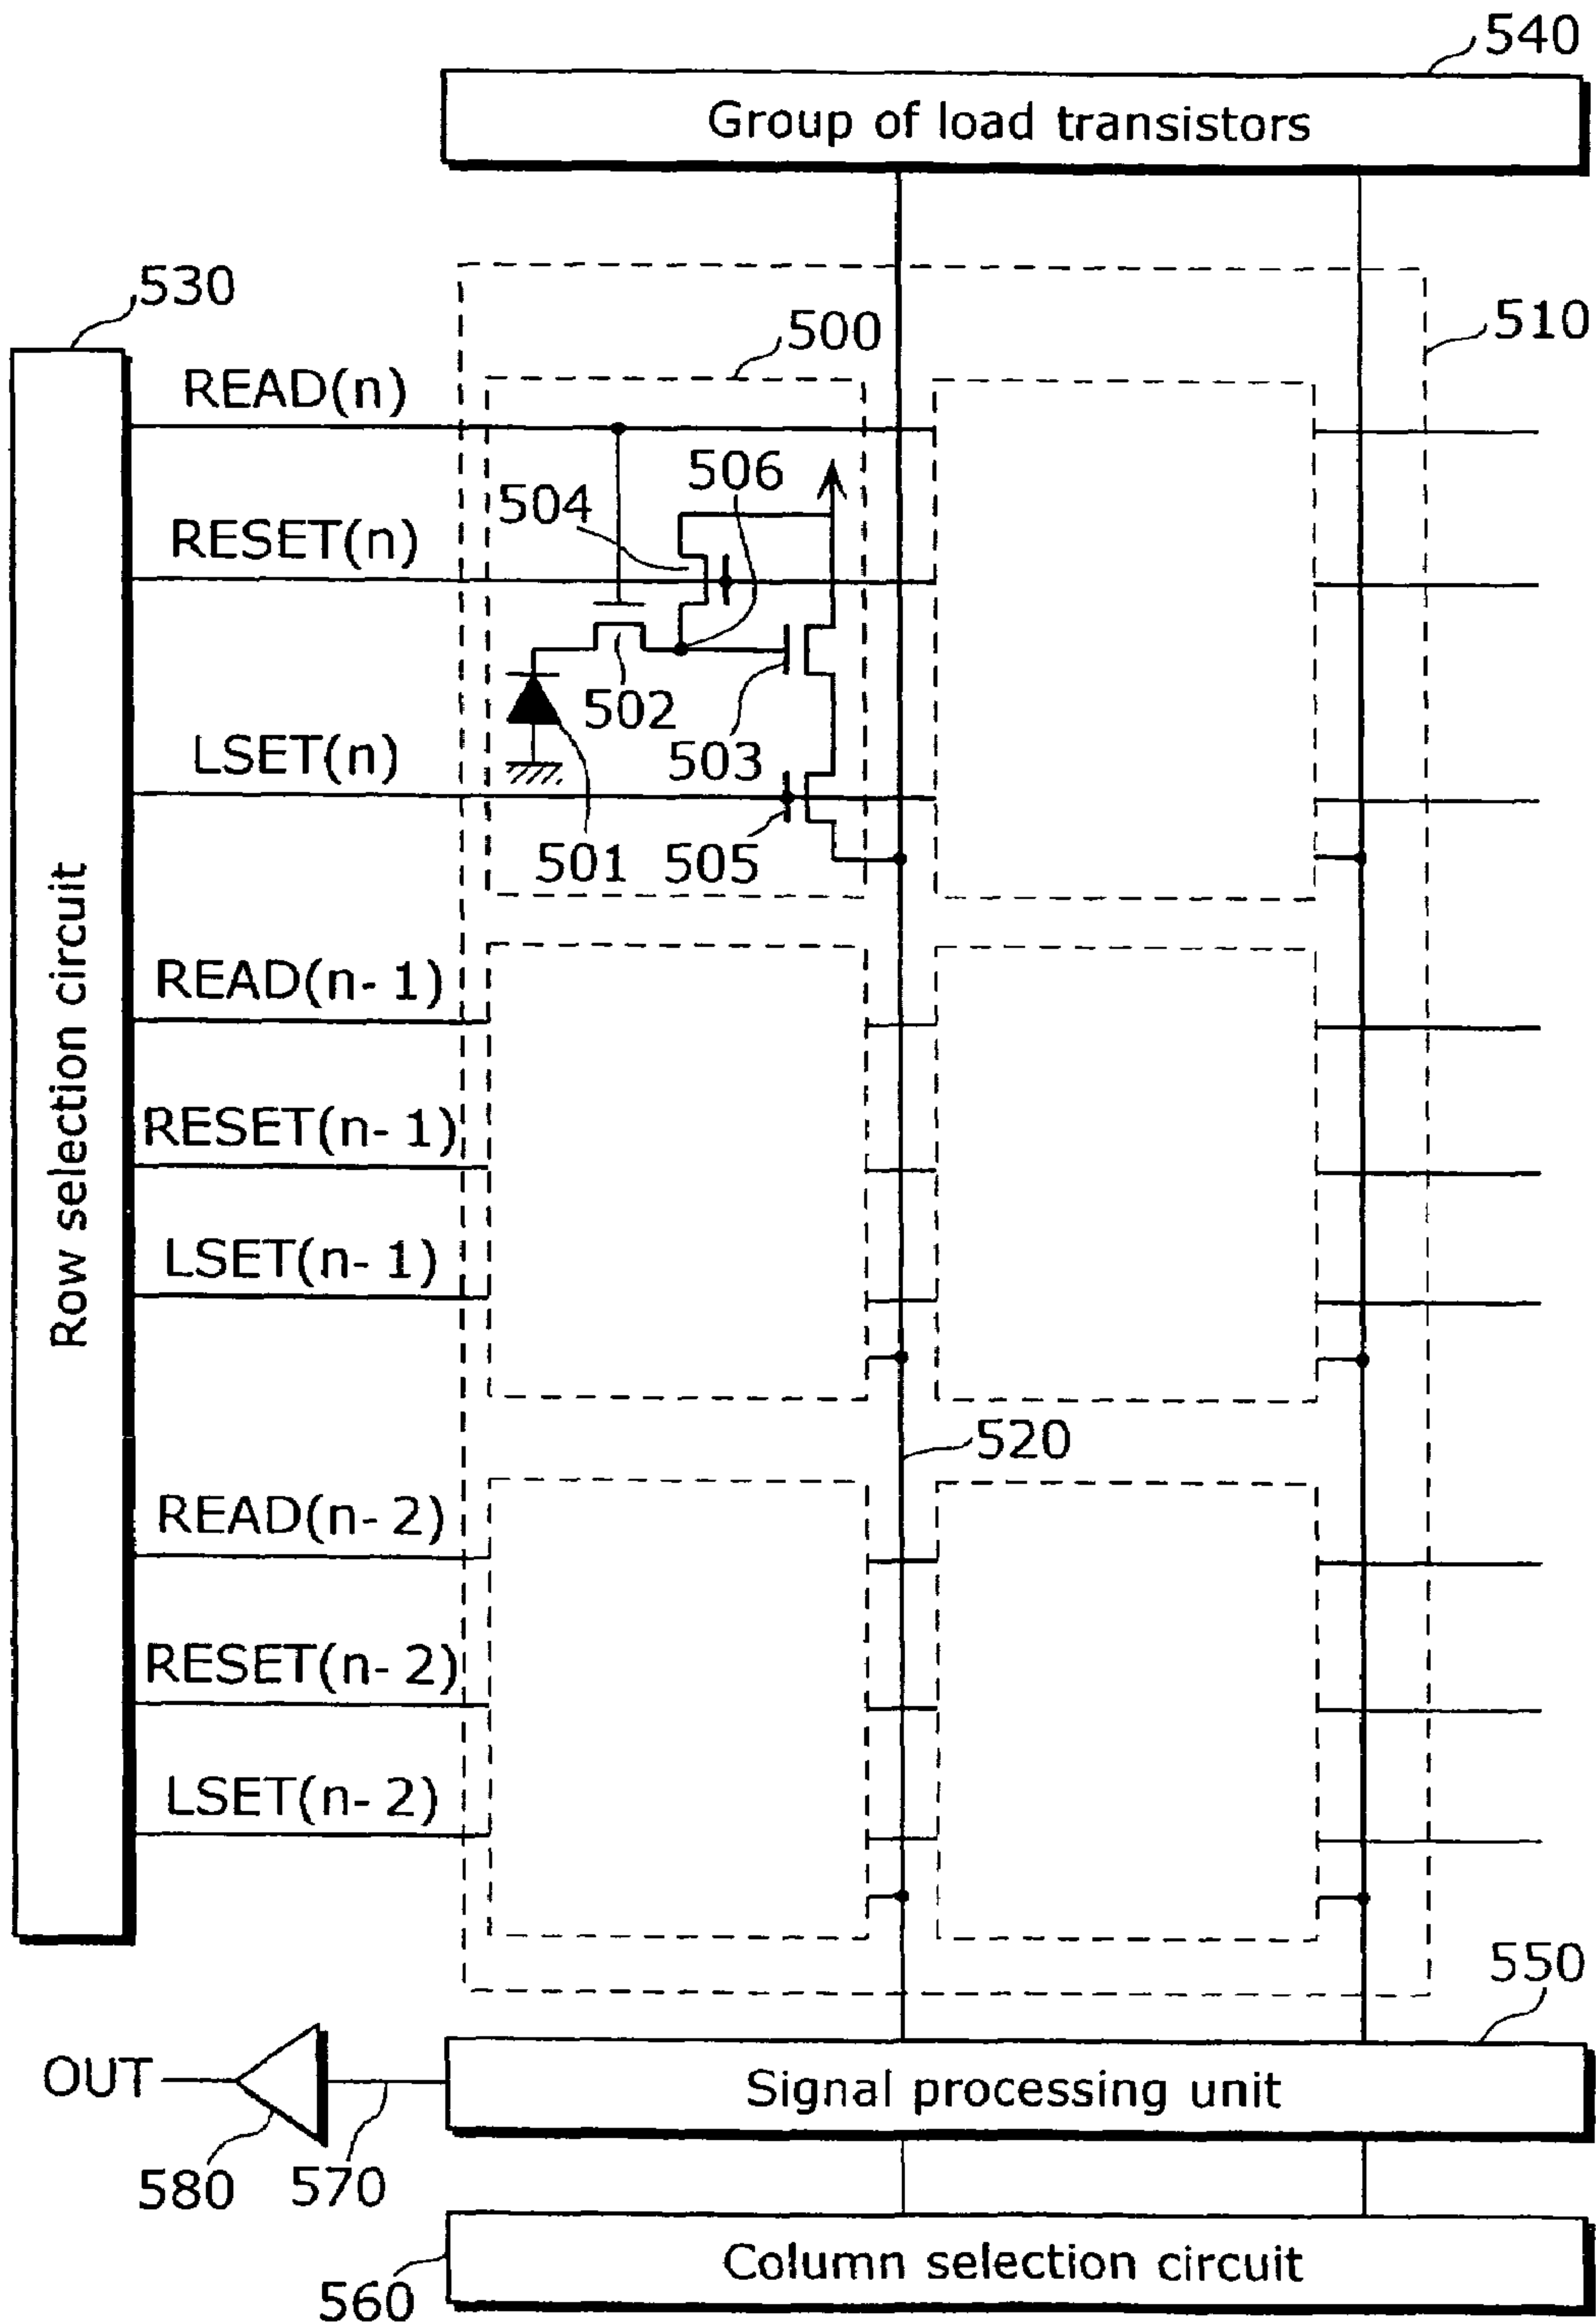 540
Group of load transistors
530
500
510
READ(n)
506
504
RESET(n)
502
LSET(n)
503
501
505
Row selection circuit
READ(n- 1)
RESET(n- 1)
LSET(n- 1)
520
READ(n- 2)
RESET(n- 2)
LSET(n- 2)
550
OUT
Signal processing unit
580
570
Column selection circuit
560